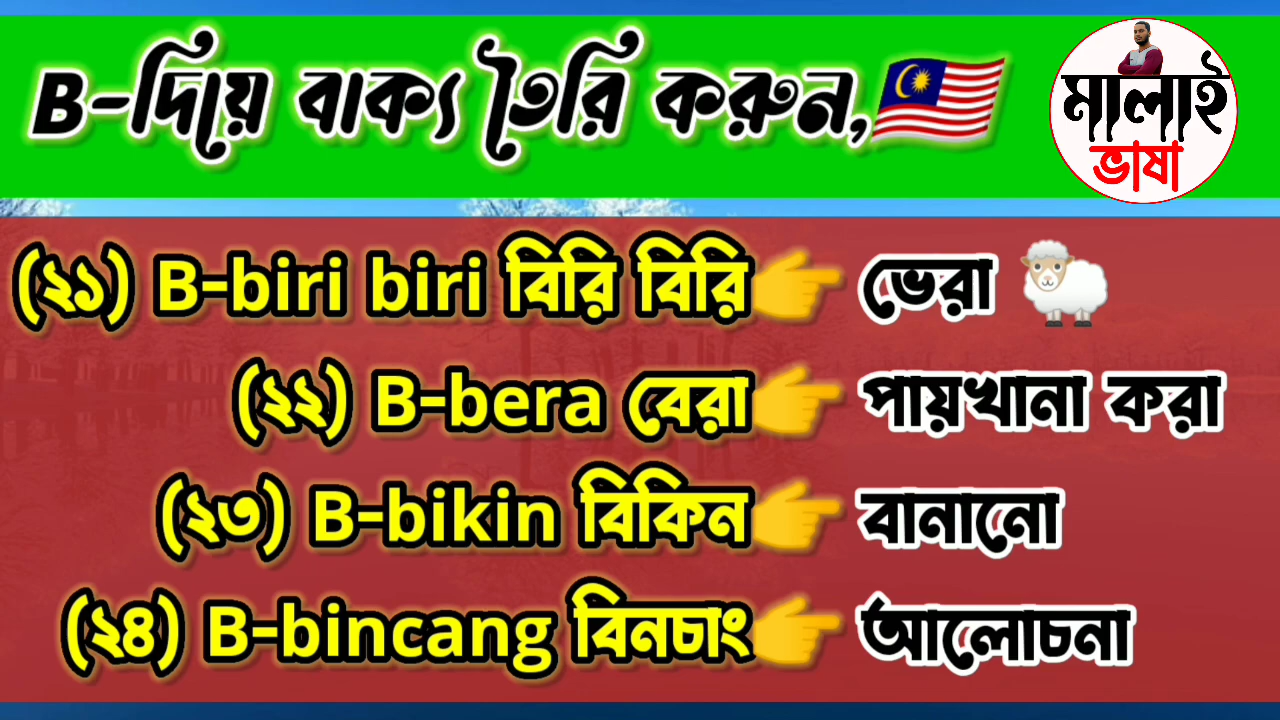 B-দিয়ে বাক্য তৈরি করুন,
মালাই
ভাষা
(২১) B-biri biri বিরি বিরি ভেরা
(২২) B-bera বেরা পায়খানা করা
(২৩) B-bikin বিকিন বানানো
(২৪) B-bincang বিনচাং আলোচনা